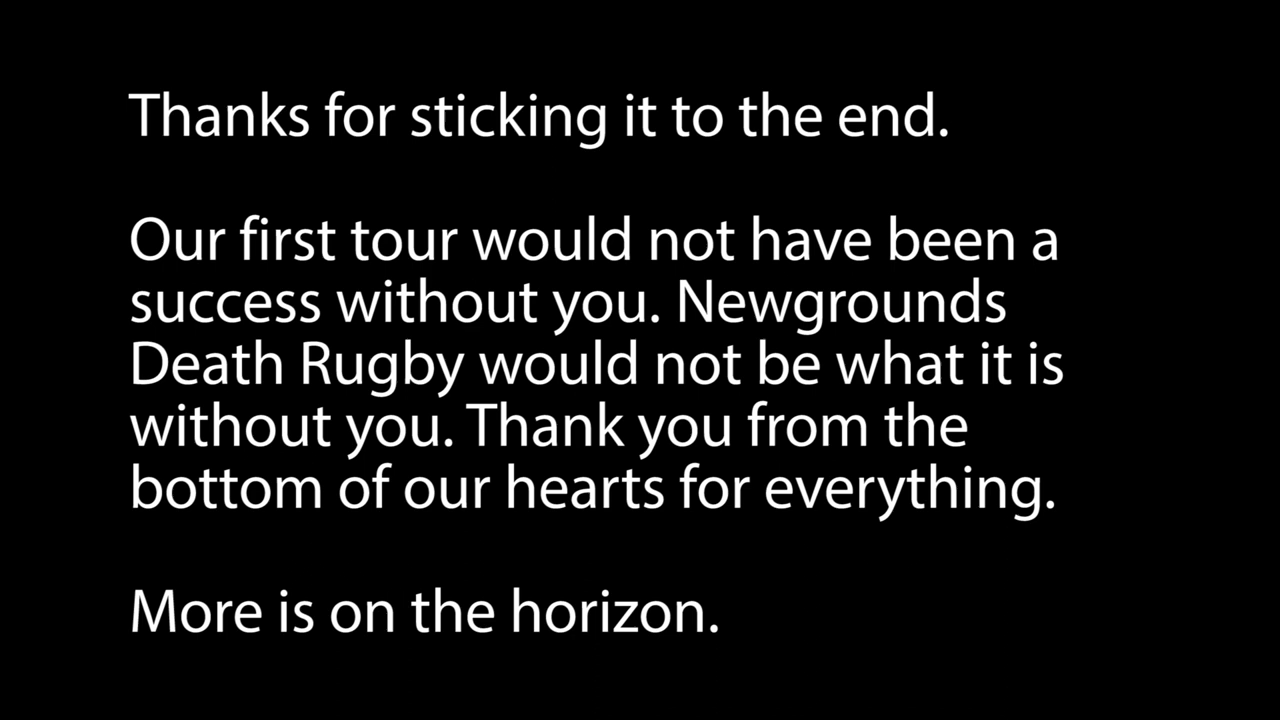 Thanks for sticking it to the end.
Our first tour would not have been a
success without you. Newgrounds
Death Rugby would not be what it is
without you. Thank you from the
bottom of our hearts for everything.
More is on the horizon.